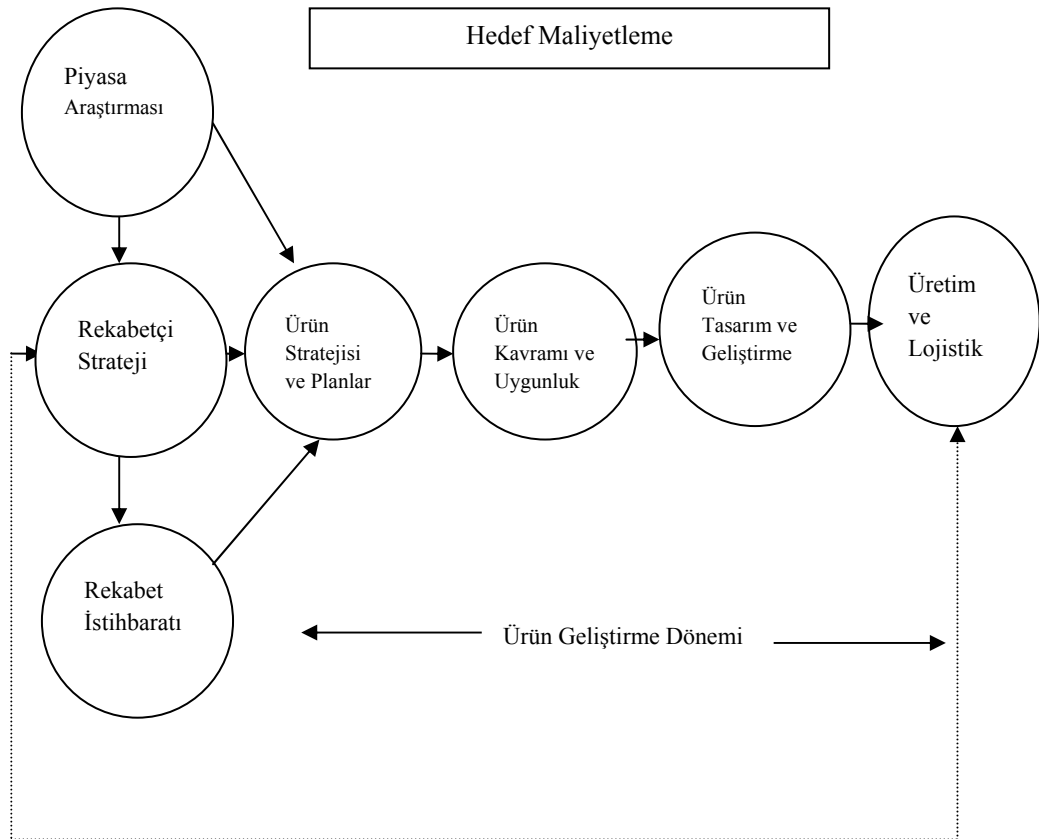 Hedef Maliyetleme
Piyasa
Araştırması
Rekabetçi
Strateji
Ürün
Stratejisi
ve Planlar
Ürün
Kavramı ve
Uygunluk
Ürün
Tasarım ve
Geliştirme
Üretim
ve
Lojistik
Rekabet
İstihbaratı
Ürün Geliştirme Dönemi